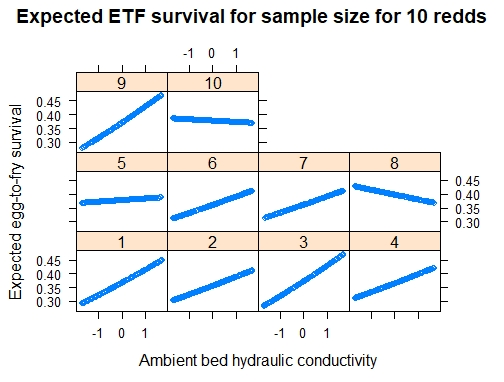 Expected ETF survival for sample size for 10 redds
-1 0 1
9 10
0.45
0.40
0.35
0.30
5 6 7 8
0.45
0.40
0.35
0.30
1 2 3 4
0.45
0.40
0.35
0.30
-1 0 1 -1 0 1
Expected egg-to-fry survival
Ambient bed hydraulic conductivity